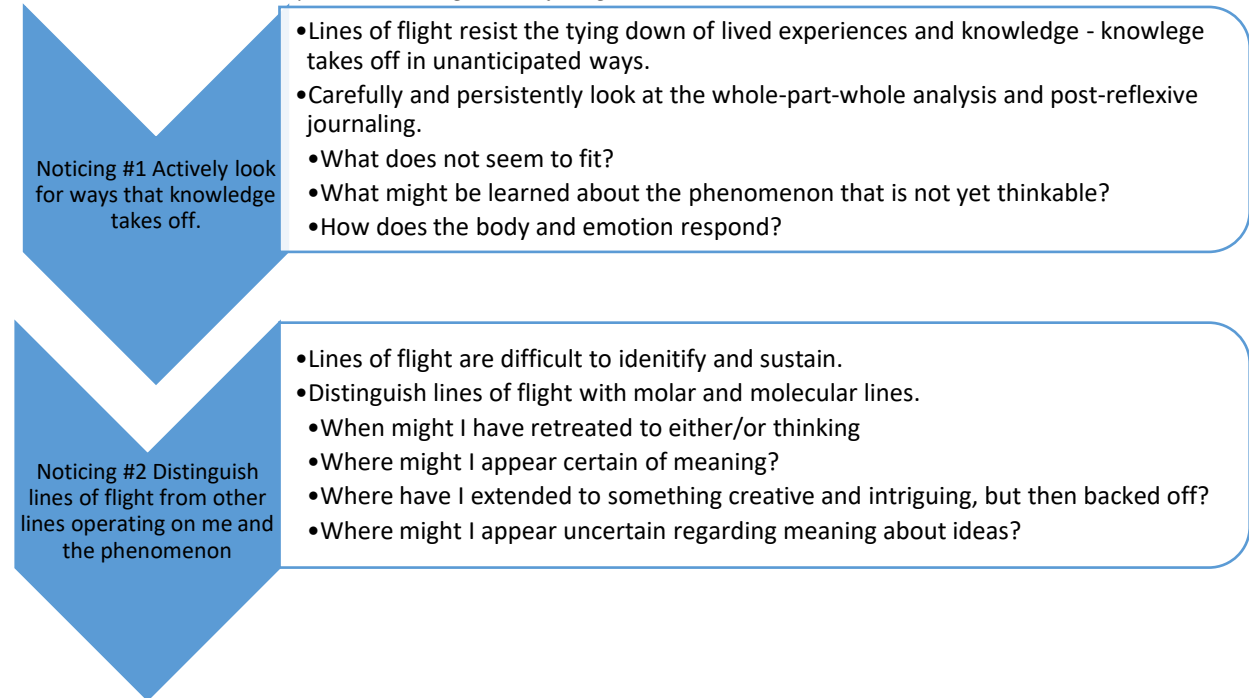 Noticing #1 Actively look
for ways that knowledge
takes off.
•Lines of flight resist the tying down of lived experiences and knowledge - knowlege
takes off in unanticipated ways.
•Carefully and persistently look at the whole-part-whole analysis and post-reflexive
journaling.
•What does not seem to fit?
•What might be learned about the phenomenon that is not yet thinkable?
•How does the body and emotion respond?
Noticing #2 Distinguish
lines of flight from other
lines operating on me and
the phenomenon
•Lines of flight are difficult to idenitify and sustain.
•Distinguish lines of flight with molar and molecular lines.
•When might I have retreated to either/or thinking
•Where might I appear certain of meaning?
•Where have I extended to something creative and intriguing, but then backed off?
•Where might I appear uncertain regarding meaning about ideas?